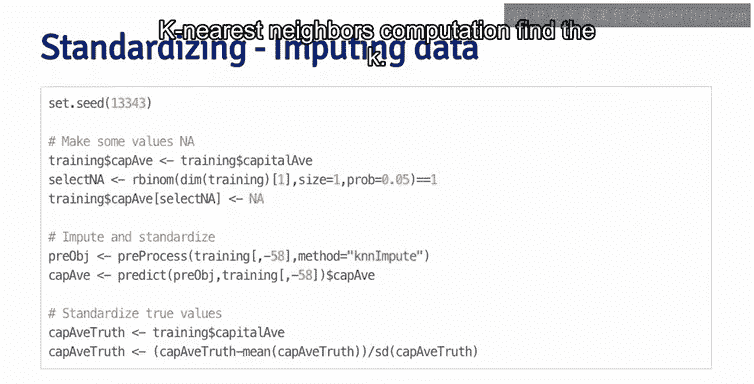 K-nearest neighbors computation find the
k.
Standardizing - Imputing data
set.seed(13343)
# Make some values NA
training$capAve <- training$capitalAve
selectNA <- rbinom(dim(training)[1],size=1,prob=0.05)==1
training$capAve[selectNA] <- NA
# Impute and standardize
preObj <- preProcess(training[,-58],method="knnImpute")
capAve <- predict(preObj,training[,-58])$capAve
# Standardize true values
capAveTruth <- training$capitalAve
capAveTruth <- (capAveTruth-mean(capAveTruth))/sd(capAveTruth)